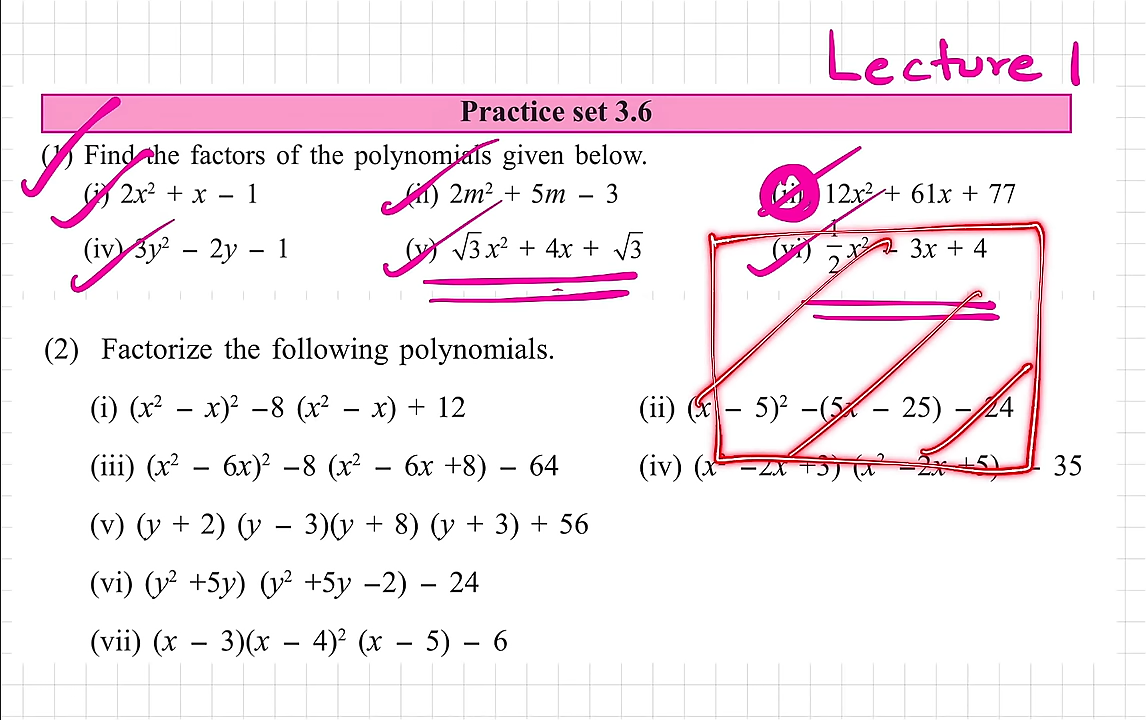 Lecture 1
Practice set 3.6
(1) Find the factors of the polynomials given below.
(i) 2x² + x − 1 (ii) 2m² + 5m − 3 (iii) 12x² + 61x + 77
(iv) 3y² − 2y − 1 (v) √3x² + 4x + √3 (vi) 1/2 x² − 3x + 4
(2) Factorize the following polynomials.
(i) (x² − x)² −8 (x² − x) + 12 (ii) (x − 5)² −(5x − 25) − 24
(iii) (x² − 6x)² −8 (x² − 6x +8) − 64 (iv) (x² −2x +3) (x² −2x +5) − 35
(v) (y + 2) (y − 3)(y + 8) (y + 3) + 56
(vi) (y² +5y) (y² +5y −2) − 24
(vii) (x − 3)(x − 4)² (x − 5) − 6